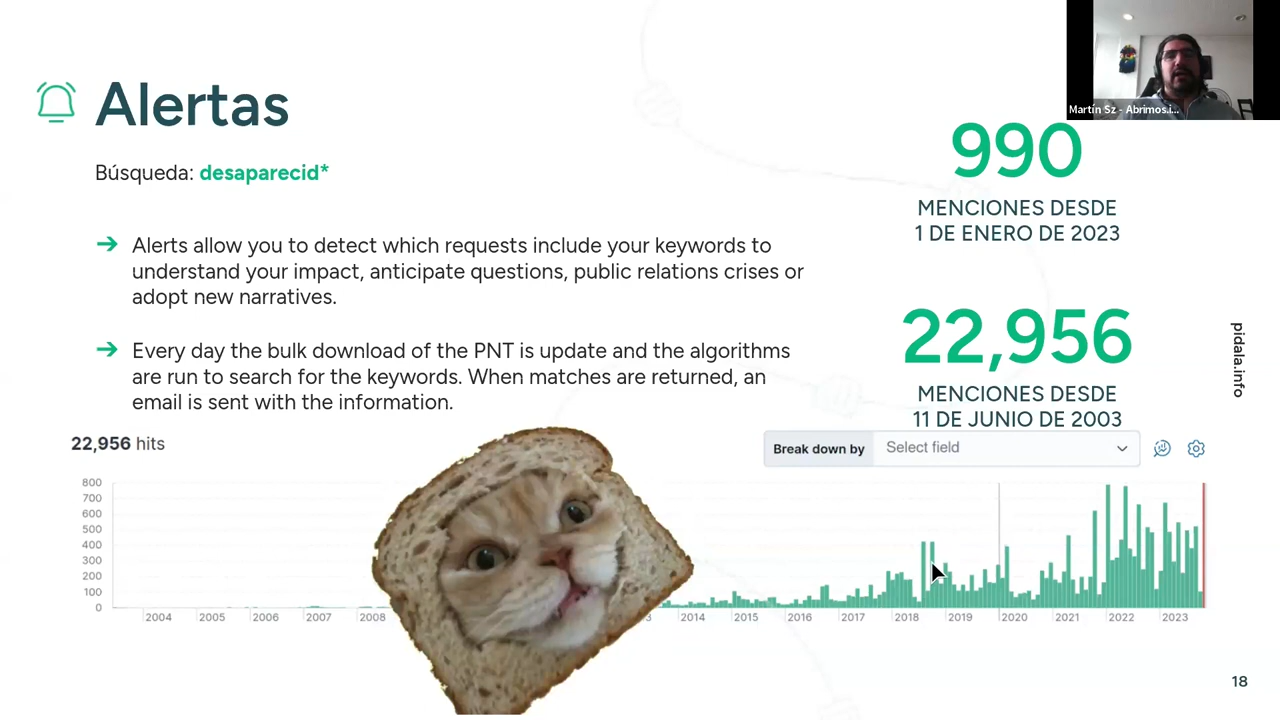 Alertas
Búsqueda: desaparecid*
Alerts allow you to detect which requests include your keywords to
understand your impact, anticipate questions, public relations crises or
adopt new narratives.
Every day the bulk download of the PNT is update and the algorithms
are run to search for the keywords. When matches are returned, an
email is sent with the information.
Martín Sz - Abrimos.i...
990
MENCIONES DESDE
1 DE ENERO DE 2023
22,956
MENCIONES DESDE
11 DE JUNIO DE 2003
pidala.info
22,956 hits
Break down by Select field
800
700
600
500
400
300
200
100
0
2004 2005 2006 2007 2008 3 2014 2015 2016 2017 2018 2019 2020 2021 2022 2023
18